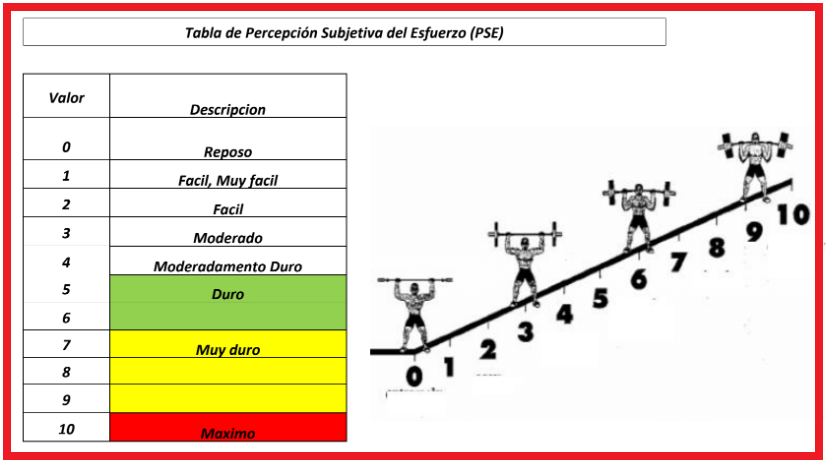 Tabla de Percepción Subjetiva del Esfuerzo (PSE)
Valor Descripcion
0 Reposo
1 Facil, Muy facil
2 Facil
3 Moderado
4 Moderadamento Duro
5 Duro
6
7 Muy duro
8
9
10 Maximo
0 1 2 3 4 5 6 7 8 9 10